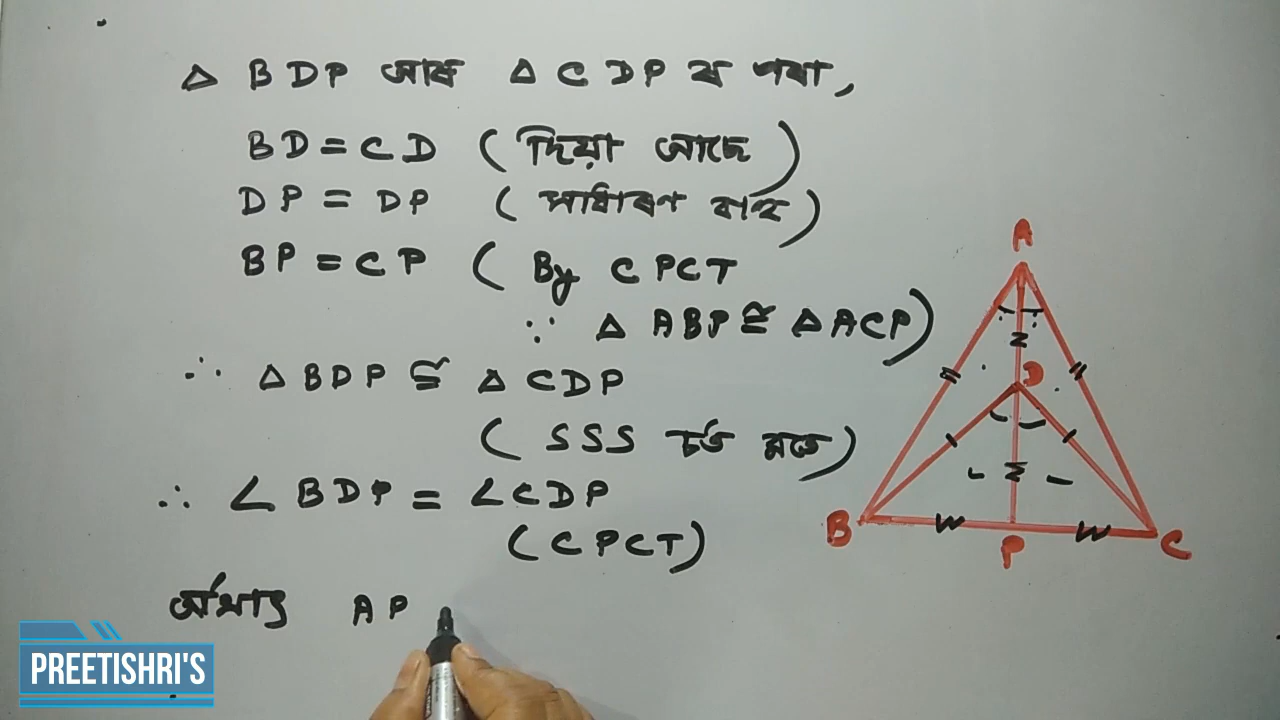 △ BDP আৰু △ CDP ৰ পৰা,
BD = CD (দিয়া আছে)
DP = DP (সাধাৰণ বাহু)
BP = CP (By CPCT
∵ △ ABP ≅ △ ACP)
∴ △ BDP ≅ △ CDP
(SSS চৰ্ত মতে)
∴ ∠BDP = ∠CDP
(CPCT)
অৰ্থাৎ AP
A
D
B
P
C
PREETISHRI'S